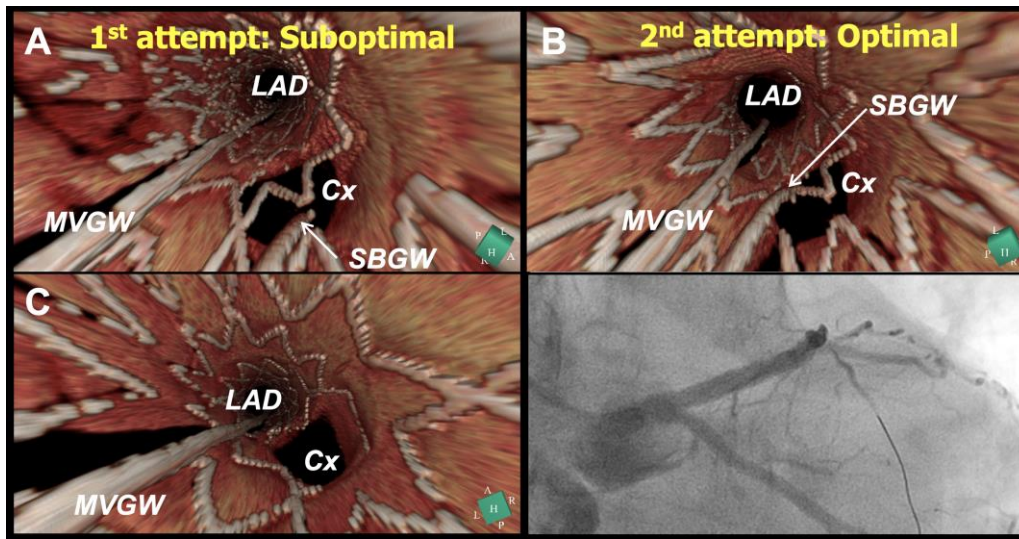 A
1st attempt: Suboptimal
LAD
Cx
MVGW
SBGW
P
L
H
A
B
2nd attempt: Optimal
LAD
SBGW
Cx
MVGW
L
P
R
C
LAD
Cx
MVGW
A
R
H
L
P